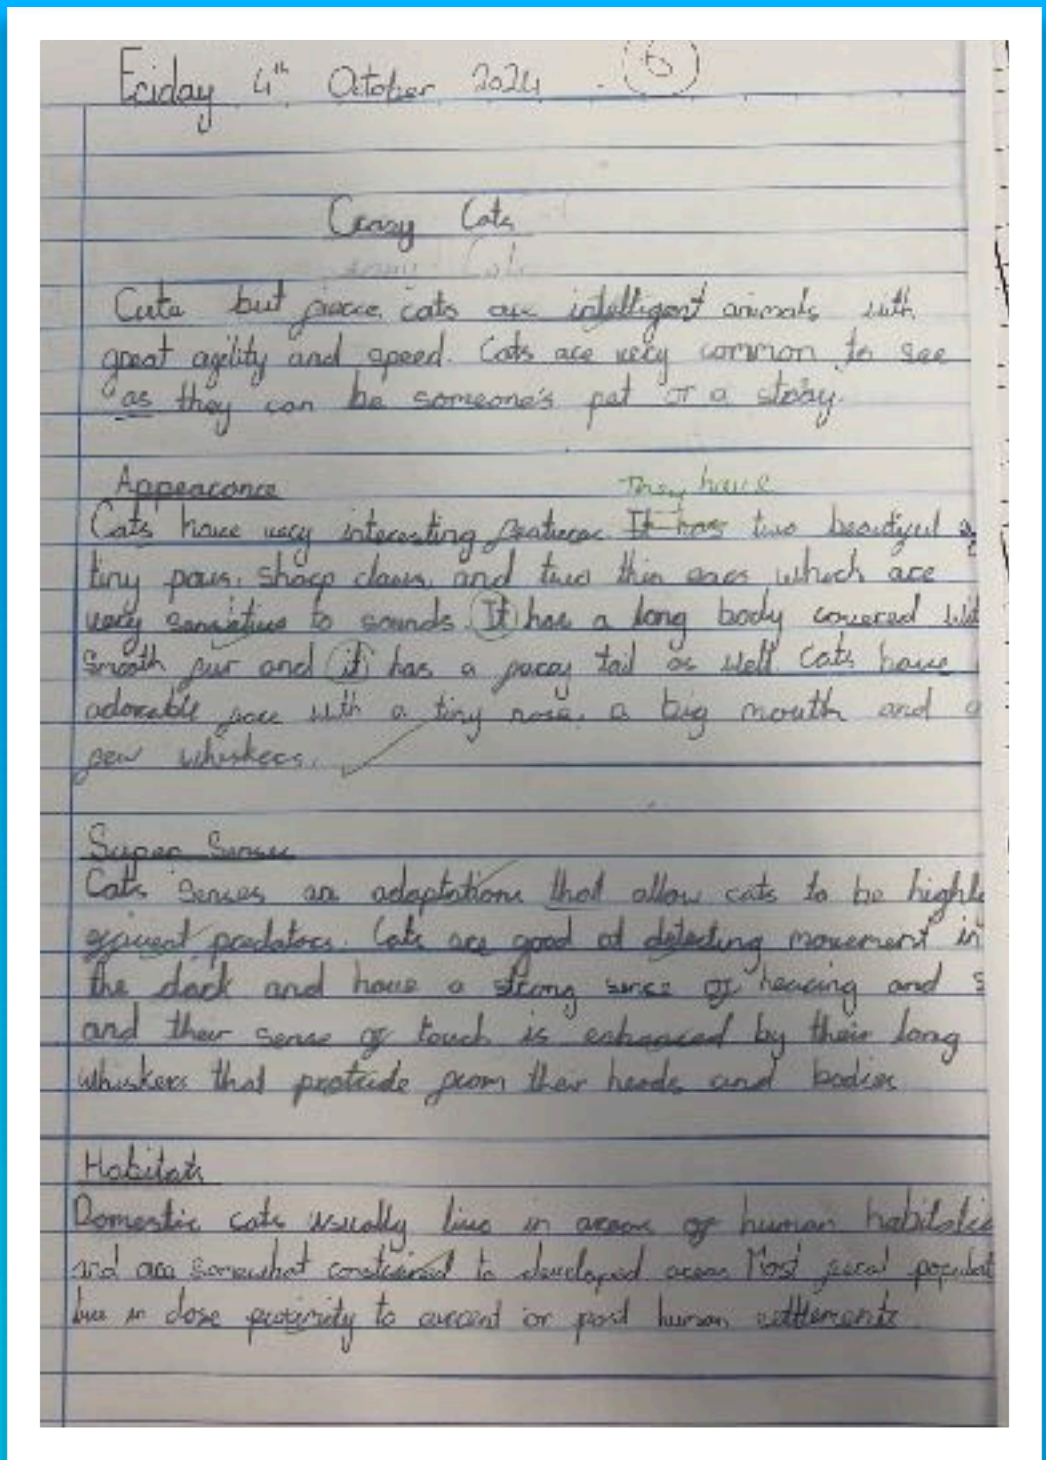 Friday 4th October 2024
Crazy Cats
Cute but fierce, cats are intelligent animals with
great agility and speed. Cats are very common to see
as they can be someone's pet or a stray.
Appearance
They have
Cats have very interesting features. It has two beautiful
tiny paws, sharp claws, and two thin ears which are
very sensitive to sounds. It has a long body covered
smooth fur and it has a furry tail as well. Cats have
adorable face with a tiny nose, a big mouth and a
few whiskers.
Super Senses
Cats senses are adaptations that allow cats to be
predators. Cats are good at detecting movement in
the dark and have a strong sense of hearing and
and their sense of touch is enhanced by their long
whiskers that protrude from their heads and bodies
Habitats
Domestic cats usually live in areas of human
and are somewhat to developed areas Most feral
live in close to current or past human settlements